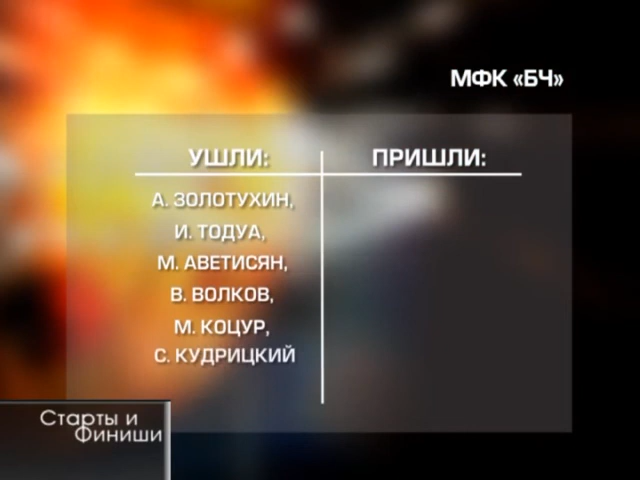 МФК «БЧ»
УШЛИ: ПРИШЛИ:
А. ЗОЛОТУХИН,
И. ТОДУА,
М. АВЕТИСЯН,
В. ВОЛКОВ,
М. КОЦУР,
С. КУДРИЦКИЙ
Старты и
Финиши